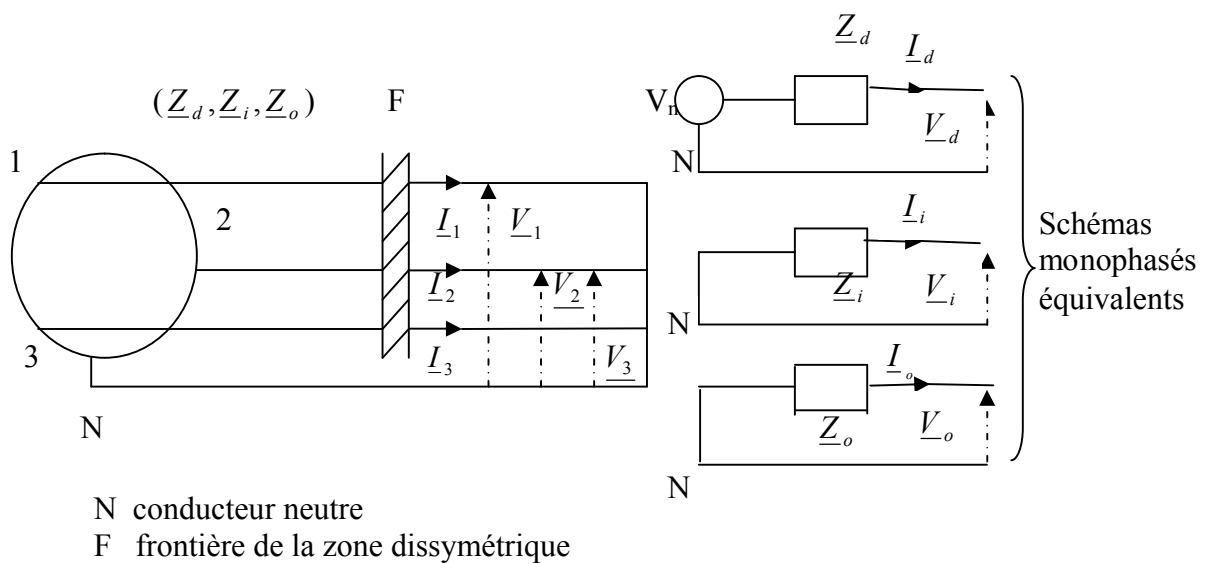 (Z_d, Z_i, Z_o)
F
1
2
3
I_1
V_1
I_2
V_2
I_3
V_3
N
Z_d
I_d
V_n
V_d
N
I_i
Z_i
V_i
N
I_o
Z_o
V_o
N
Schémas
monophasés
équivalents
N conducteur neutre
F frontière de la zone dissymétrique